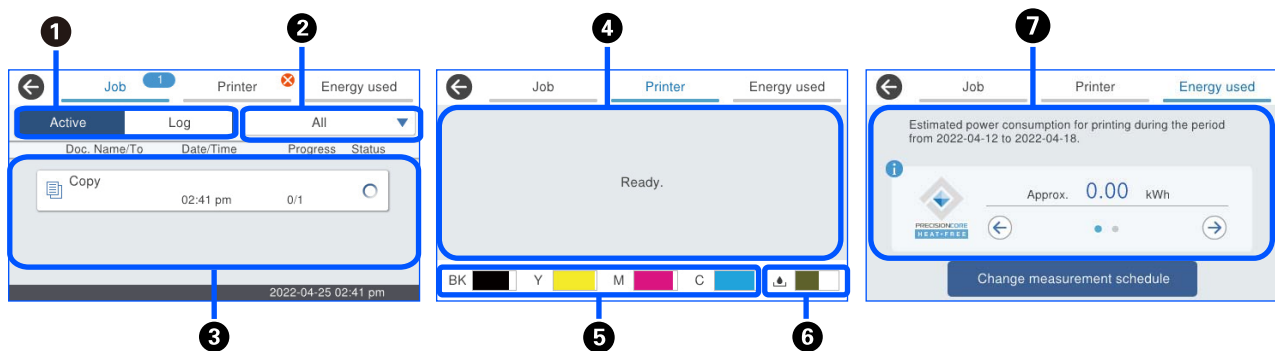 1
2
4
7
Job
1
Printer
Energy used
Active
Log
All
Doc. Name/To
Date/Time
Progress
Status
Copy
02:41 pm
0/1
2022-04-25 02:41 pm
3
Job
Printer
Energy used
Ready.
BK
Y
M
C
5
6
Job
Printer
Energy used
Estimated power consumption for printing during the period
from 2022-04-12 to 2022-04-18.
i
PRECISIONCORE
HEAT-FREE
Approx. 0.00 kWh
Change measurement schedule